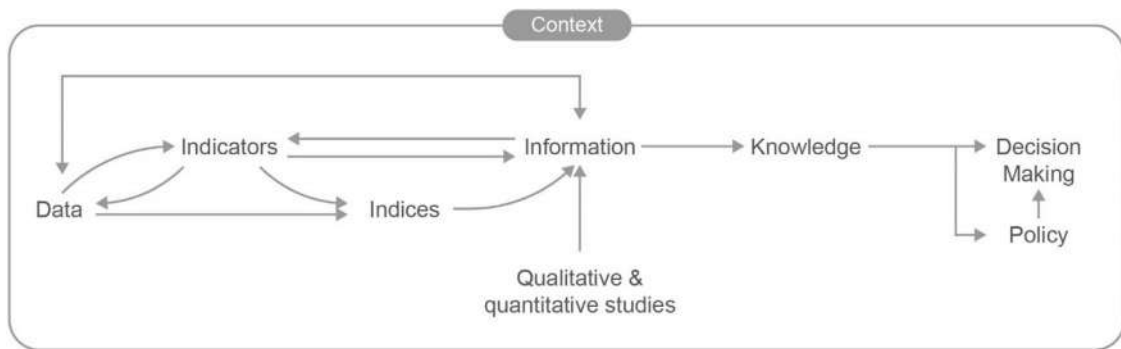 Context
Indicators
Information
Knowledge
Decision
Making
Data
Indices
Policy
Qualitative &
quantitative studies